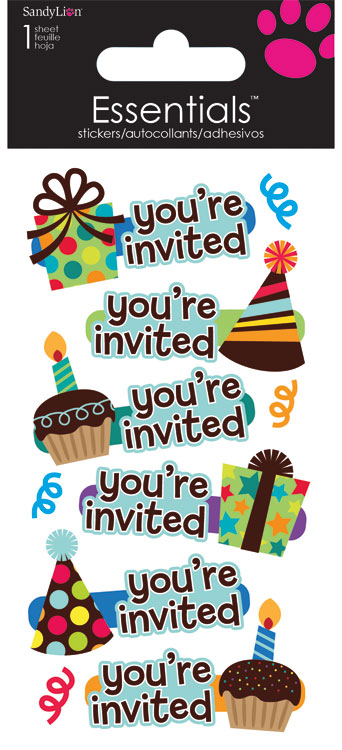 SandyLion
1 sheet
feuille
hoja
Essentials™
stickers/autocollants/adhesivos
you're
invited
you're
invited
you're
invited
you're
invited
you're
invited
you're
invited